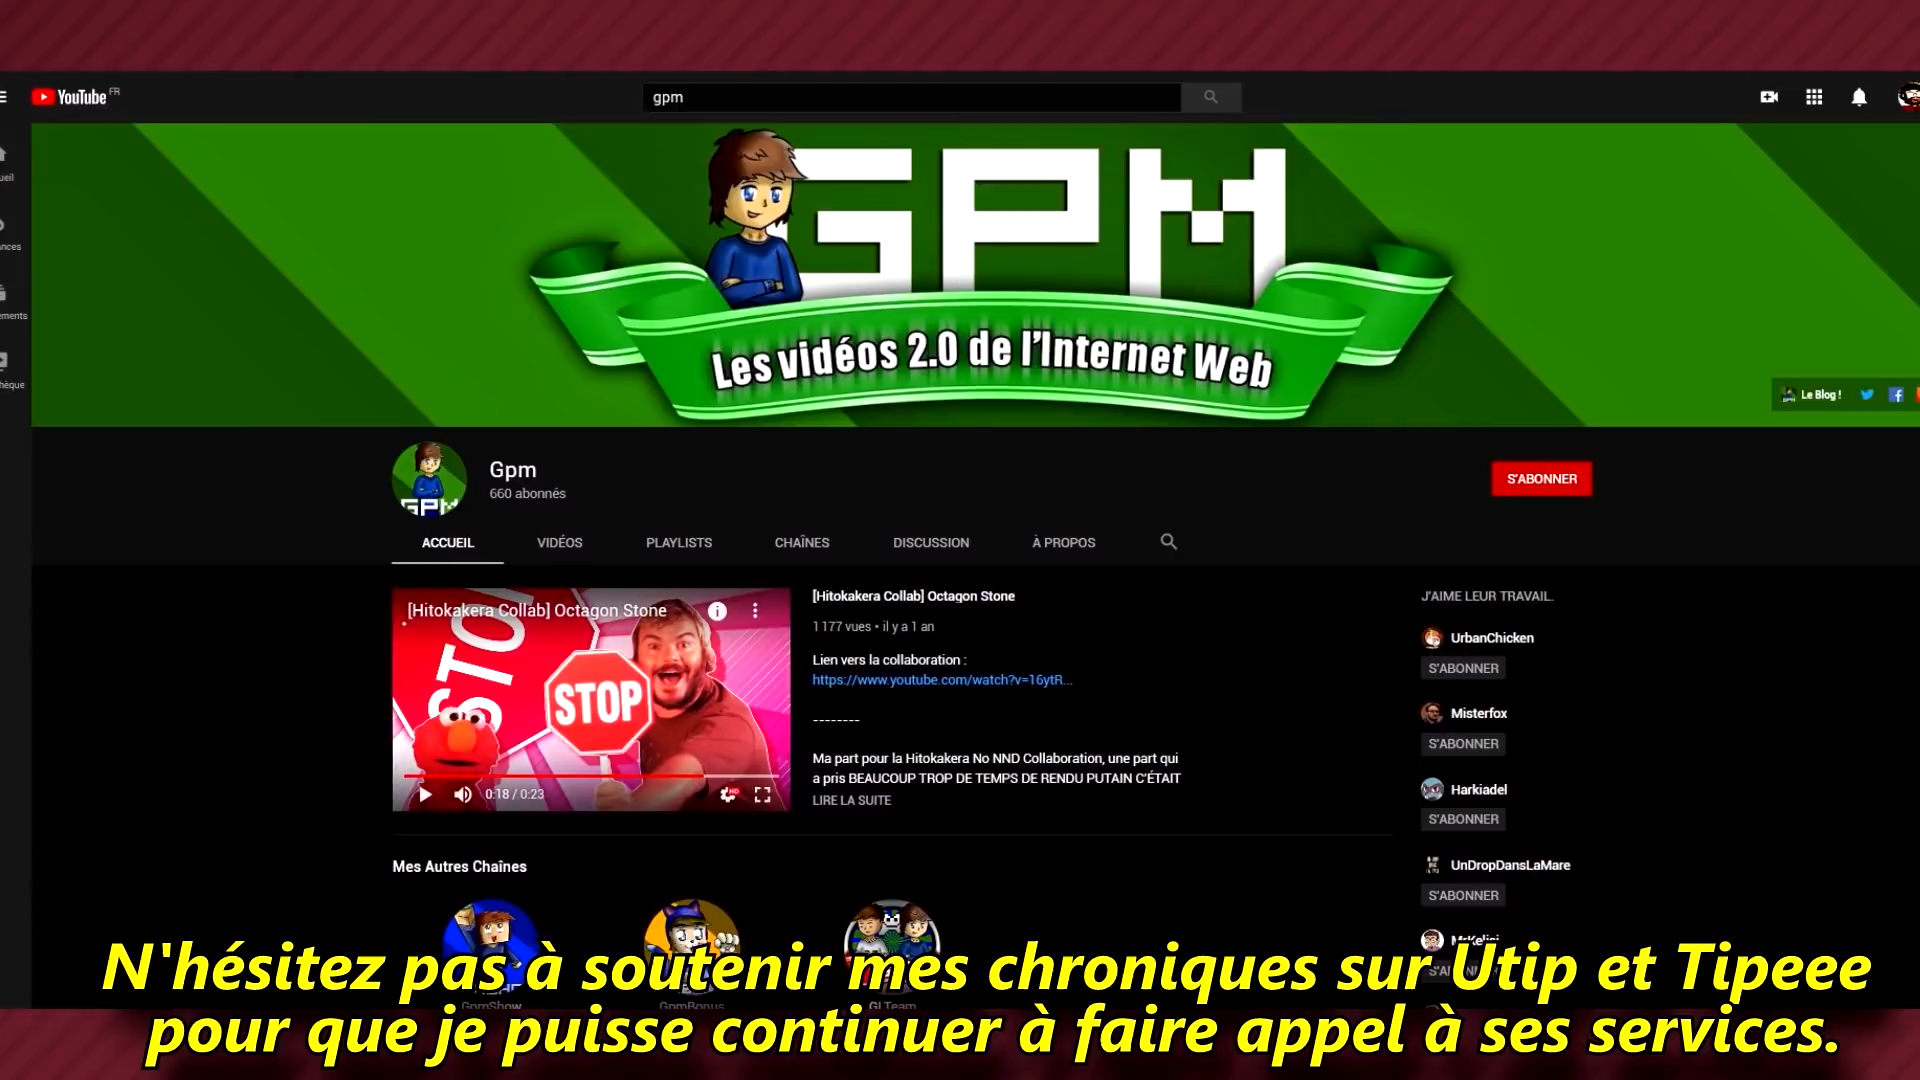 YouTube FR
gpm
GPM
Les vidéos 2.0 de l'Internet Web
Le Blog !
Gpm
660 abonnés
S'ABONNER
ACCUEIL VIDÉOS PLAYLISTS CHAÎNES DISCUSSION À PROPOS
[Hitokakera Collab] Octagon Stone
STOP
0:18 / 0:23
HD
[Hitokakera Collab] Octagon Stone
1 177 vues • il y a 1 an
Lien vers la collaboration :
https://www.youtube.com/watch?v=16ytR...
--------
Ma part pour la Hitokakera No NND Collaboration, une part qui
a pris BEAUCOUP TROP DE TEMPS DE RENDU PUTAIN C'ÉTAIT
LIRE LA SUITE
J'AIME LEUR TRAVAIL.
UrbanChicken
S'ABONNER
Misterfox
S'ABONNER
Harkiadel
S'ABONNER
UnDropDansLaMare
S'ABONNER
Mes Autres Chaînes
GpmShow GpmBonus GLTeam
N'hésitez pas à soutenir mes chroniques sur Utip et Tipeee
pour que je puisse continuer à faire appel à ses services.